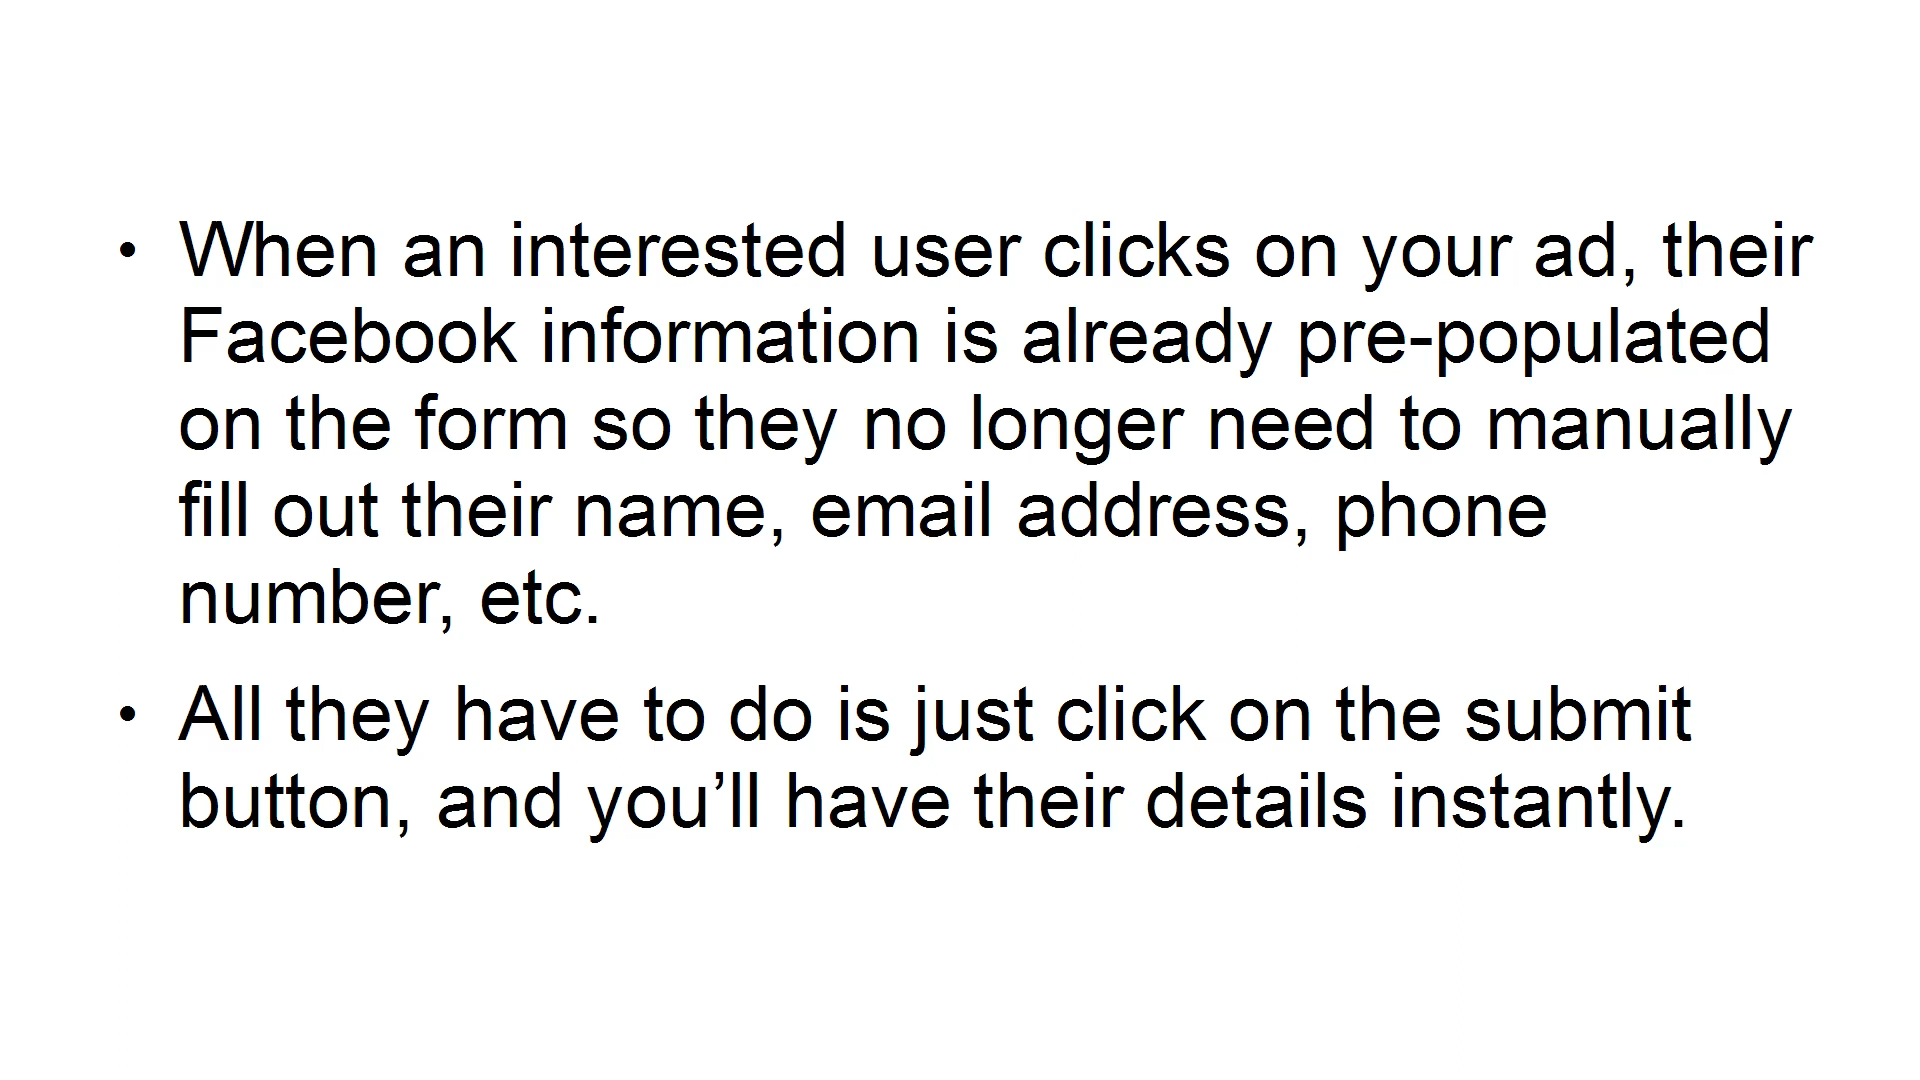 • When an interested user clicks on your ad, their
Facebook information is already pre-populated
on the form so they no longer need to manually
fill out their name, email address, phone
number, etc.
• All they have to do is just click on the submit
button, and you’ll have their details instantly.